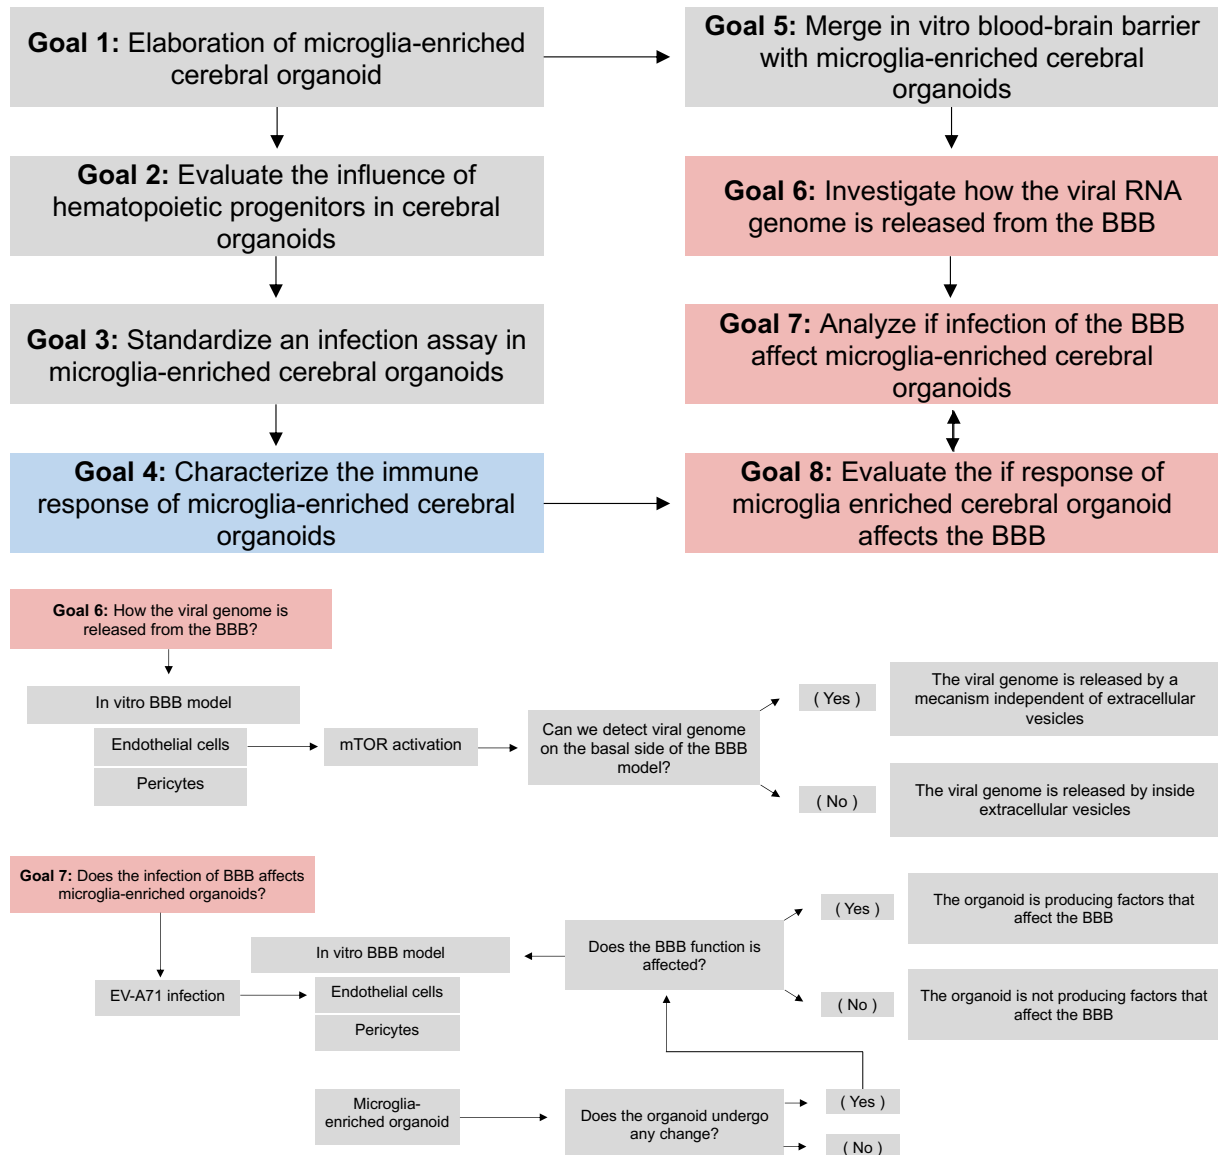 Goal 1: Elaboration of microglia-enriched
cerebral organoid
Goal 5: Merge in vitro blood-brain barrier
with microglia-enriched cerebral
organoids
Goal 2: Evaluate the influence of
hematopoietic progenitors in cerebral
organoids
Goal 6: Investigate how the viral RNA
genome is released from the BBB
Goal 3: Standardize an infection assay in
microglia-enriched cerebral organoids
Goal 7: Analyze if infection of the BBB
affect microglia-enriched cerebral
organoids
Goal 4: Characterize the immune
response of microglia-enriched cerebral
organoids
Goal 8: Evaluate the if response of
microglia enriched cerebral organoid
affects the BBB
Goal 6: How the viral genome is
released from the BBB?
In vitro BBB model
Endothelial cells
Pericytes
mTOR activation
Can we detect viral genome
on the basal side of the BBB
model?
( Yes )
The viral genome is released by a
mecanism independent of extracellular
vesicles
( No )
The viral genome is released by inside
extracellular vesicles
Goal 7: Does the infection of BBB affects
microglia-enriched organoids?
EV-A71 infection
In vitro BBB model
Endothelial cells
Pericytes
Does the BBB function is
affected?
( Yes )
The organoid is producing factors that
affect the BBB
( No )
The organoid is not producing factors that
affect the BBB
Microglia-
enriched organoid
Does the organoid undergo
any change?
( Yes )
( No )